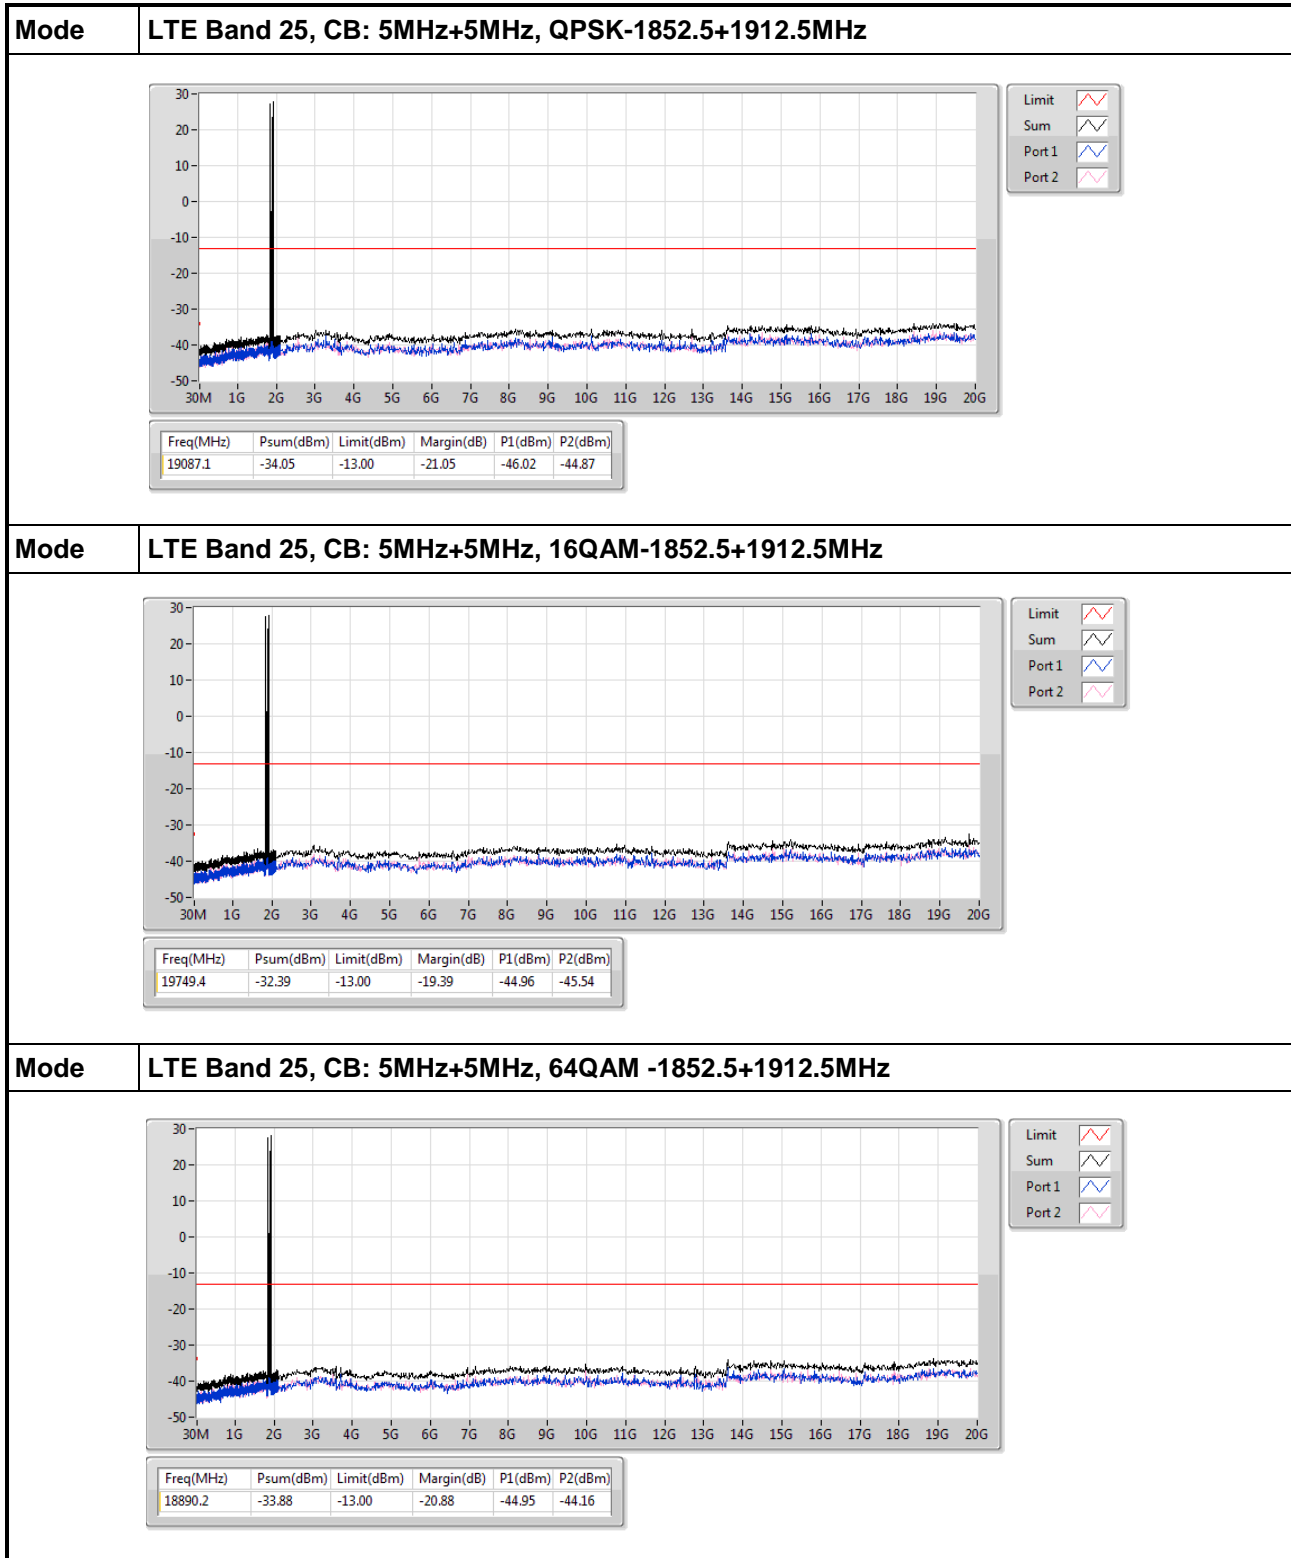 Mode LTE Band 25, CB: 5MHz+5MHz, QPSK-1852.5+1912.5MHz
30
20
10
0
-10
-20
-30
-40
-50
30M 1G 2G 3G 4G 5G 6G 7G 8G 9G 10G 11G 12G 13G 14G 15G 16G 17G 18G 19G 20G
Limit
Sum
Port 1
Port 2
Freq(MHz) Psum(dBm) Limit(dBm) Margin(dB) P1(dBm) P2(dBm)
19087.1 -34.05 -13.00 -21.05 -46.02 -44.87
Mode LTE Band 25, CB: 5MHz+5MHz, 16QAM-1852.5+1912.5MHz
30
20
10
0
-10
-20
-30
-40
-50
30M 1G 2G 3G 4G 5G 6G 7G 8G 9G 10G 11G 12G 13G 14G 15G 16G 17G 18G 19G 20G
Limit
Sum
Port 1
Port 2
Freq(MHz) Psum(dBm) Limit(dBm) Margin(dB) P1(dBm) P2(dBm)
19749.4 -32.39 -13.00 -19.39 -44.96 -45.54
Mode LTE Band 25, CB: 5MHz+5MHz, 64QAM -1852.5+1912.5MHz
30
20
10
0
-10
-20
-30
-40
-50
30M 1G 2G 3G 4G 5G 6G 7G 8G 9G 10G 11G 12G 13G 14G 15G 16G 17G 18G 19G 20G
Limit
Sum
Port 1
Port 2
Freq(MHz) Psum(dBm) Limit(dBm) Margin(dB) P1(dBm) P2(dBm)
18890.2 -33.88 -13.00 -20.88 -44.95 -44.16